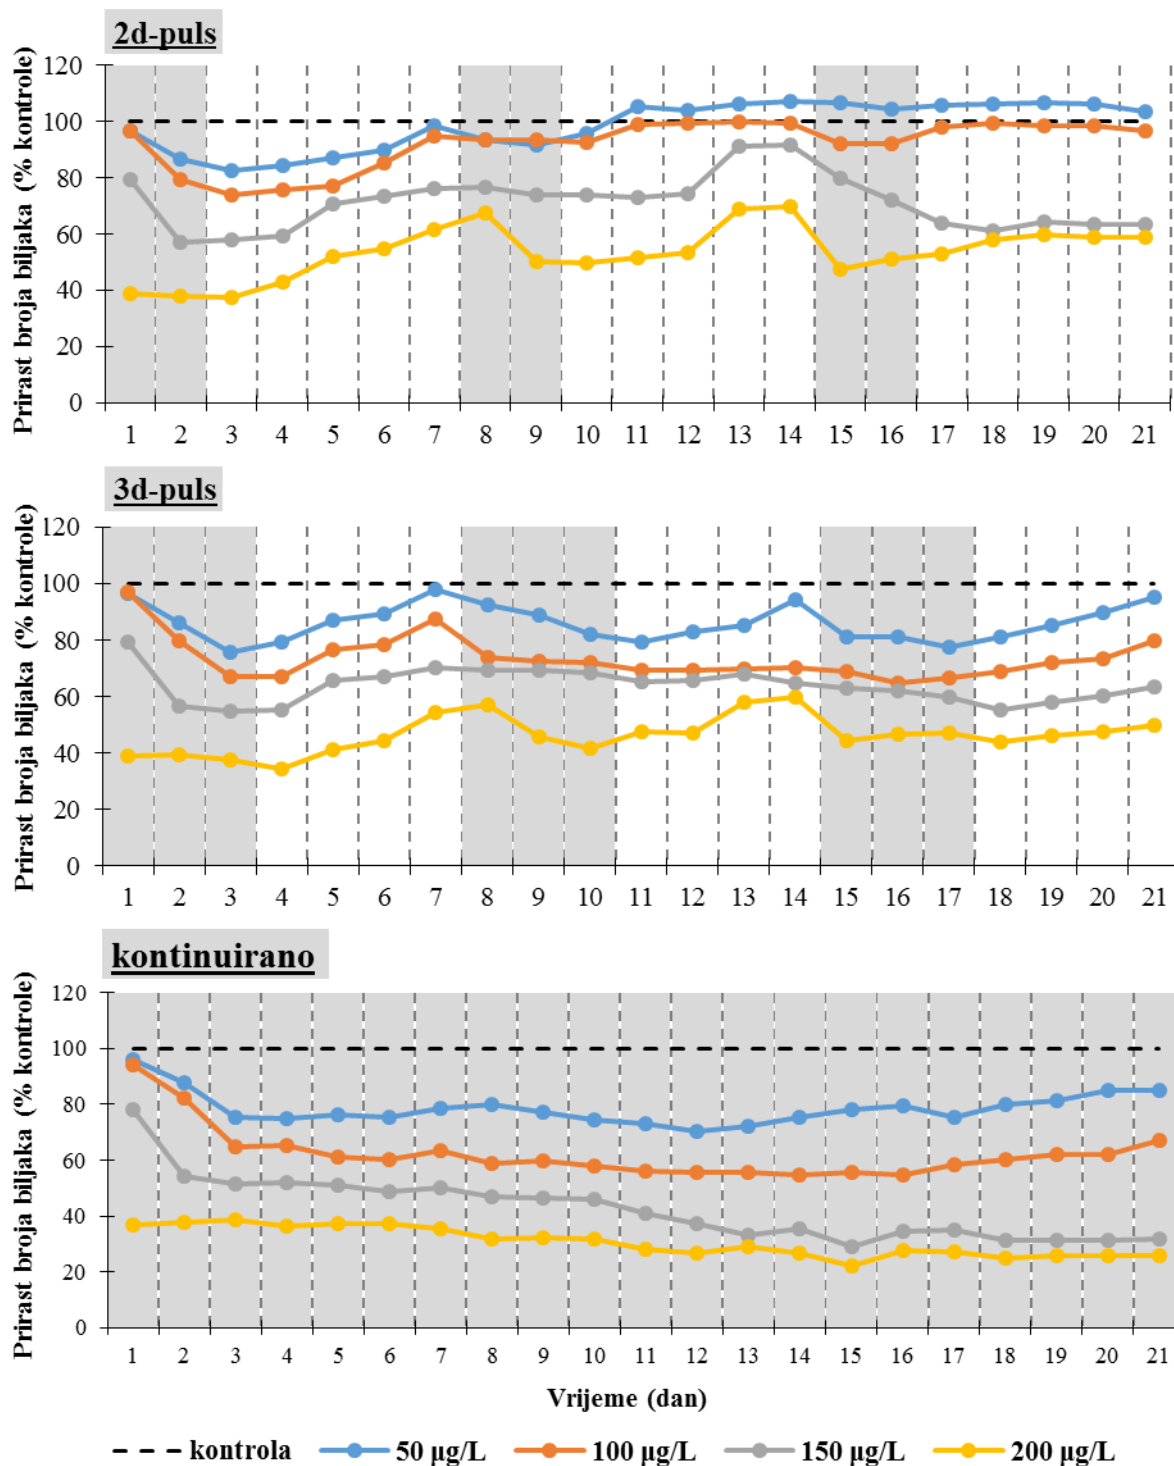 2d-puls
Prirast broja biljaka (% kontrole)
120
100
80
60
40
20
0
1 2 3 4 5 6 7 8 9 10 11 12 13 14 15 16 17 18 19 20 21
3d-puls
Prirast broja biljaka (% kontrole)
120
100
80
60
40
20
0
1 2 3 4 5 6 7 8 9 10 11 12 13 14 15 16 17 18 19 20 21
kontinuirano
Prirast broja biljaka (% kontrole)
120
100
80
60
40
20
0
1 2 3 4 5 6 7 8 9 10 11 12 13 14 15 16 17 18 19 20 21
Vrijeme (dan)
kontrola 50 µg/L 100 µg/L 150 µg/L 200 µg/L